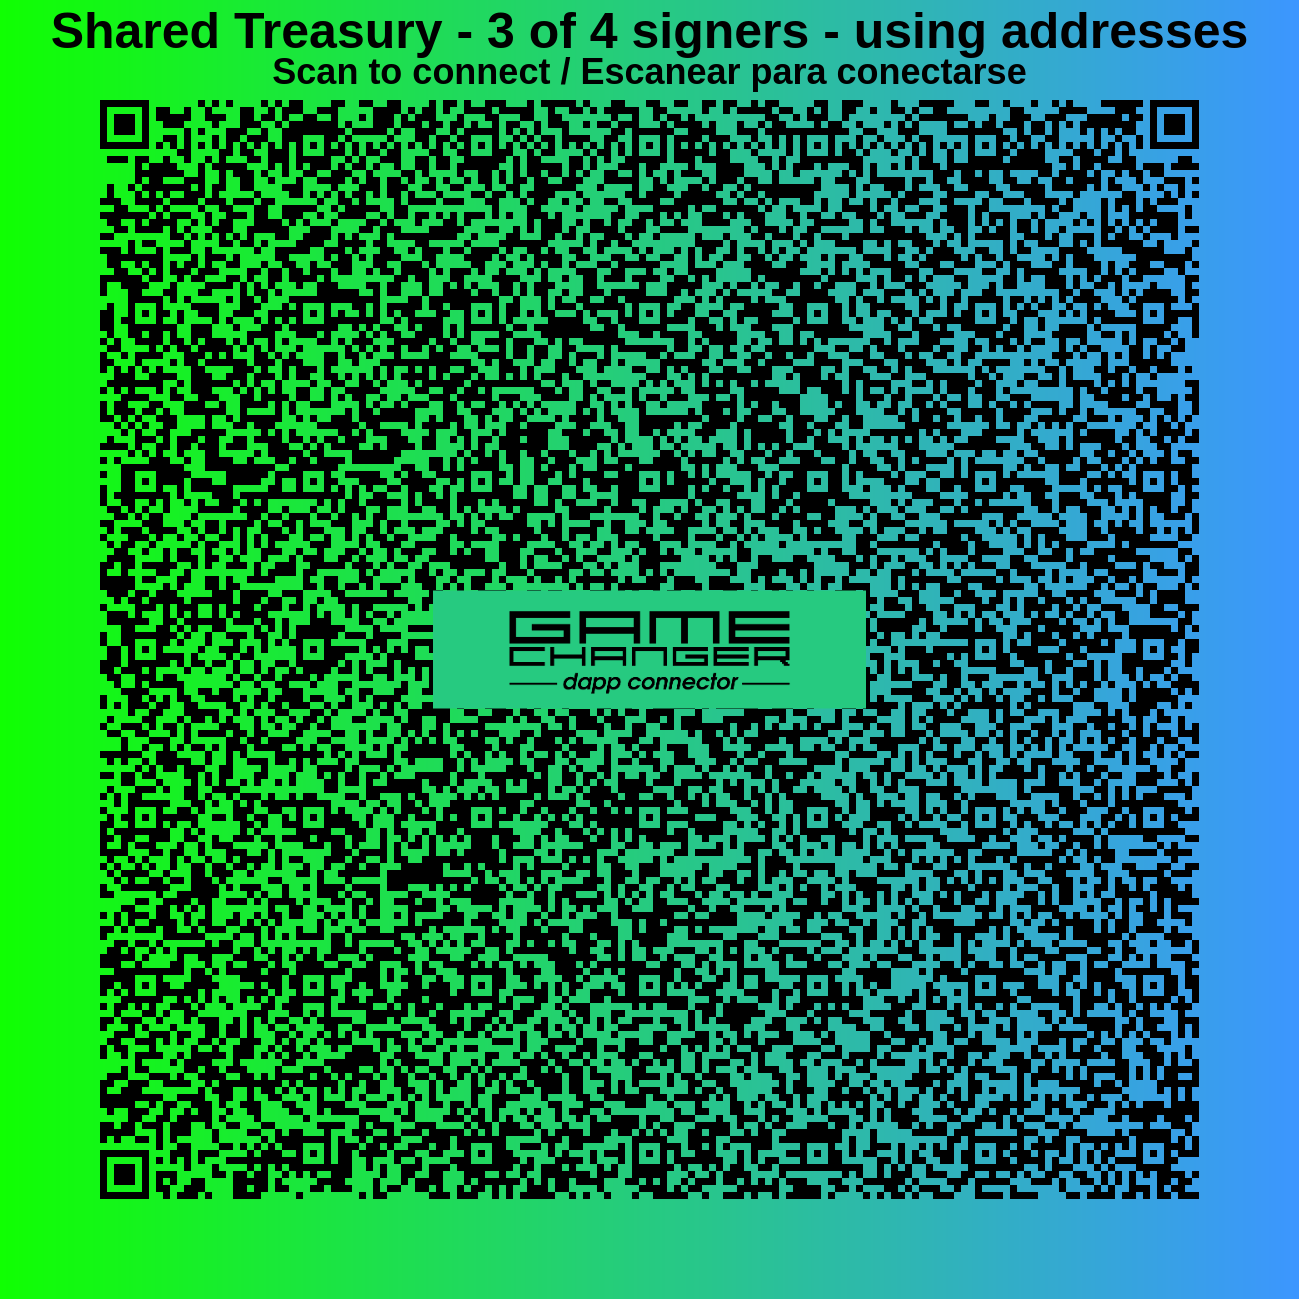 Shared Treasury - 3 of 4 signers - using addresses
Scan to connect / Escanear para conectarse
GAME
CHANGER
dapp connector